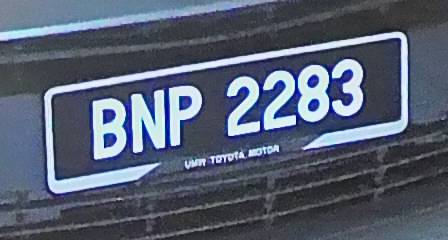 BNP 2283
UMW TOYOTA MOTOR